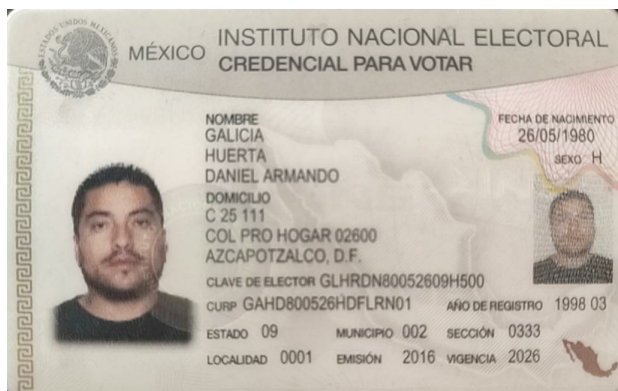 MÉXICO INSTITUTO NACIONAL ELECTORAL
CREDENCIAL PARA VOTAR
NOMBRE
GALICIA
HUERTA
DANIEL ARMANDO
FECHA DE NACIMIENTO
26/05/1980
SEXO H
DOMICILIO
C 25 111
COL PRO HOGAR 02600
AZCAPOTZALCO, D.F.
CLAVE DE ELECTOR GLHRDN80052609H500
CURP GAHD800526HDFLRN01 AÑO DE REGISTRO 1998 03
ESTADO 09 MUNICIPIO 002 SECCIÓN 0333
LOCALIDAD 0001 EMISIÓN 2016 VIGENCIA 2026